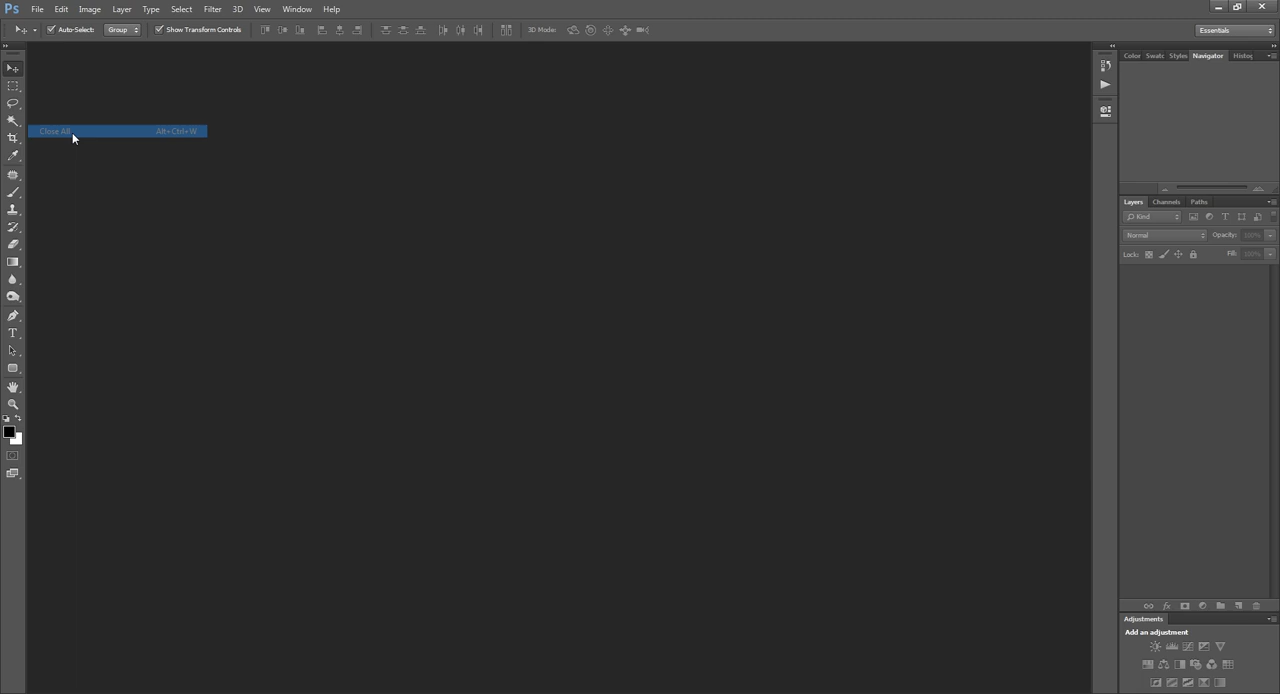 Ps File Edit Image Layer Type Select Filter 3D View Window Help
Auto-Select: Group Show Transform Controls 3D Mode: Essentials
Color Swatc Styles Navigator Histog
Close All Alt+Ctrl+W
Layers Channels Paths
Kind
Normal Opacity: 100%
Lock: Fill: 100%
Adjustments
Add an adjustment